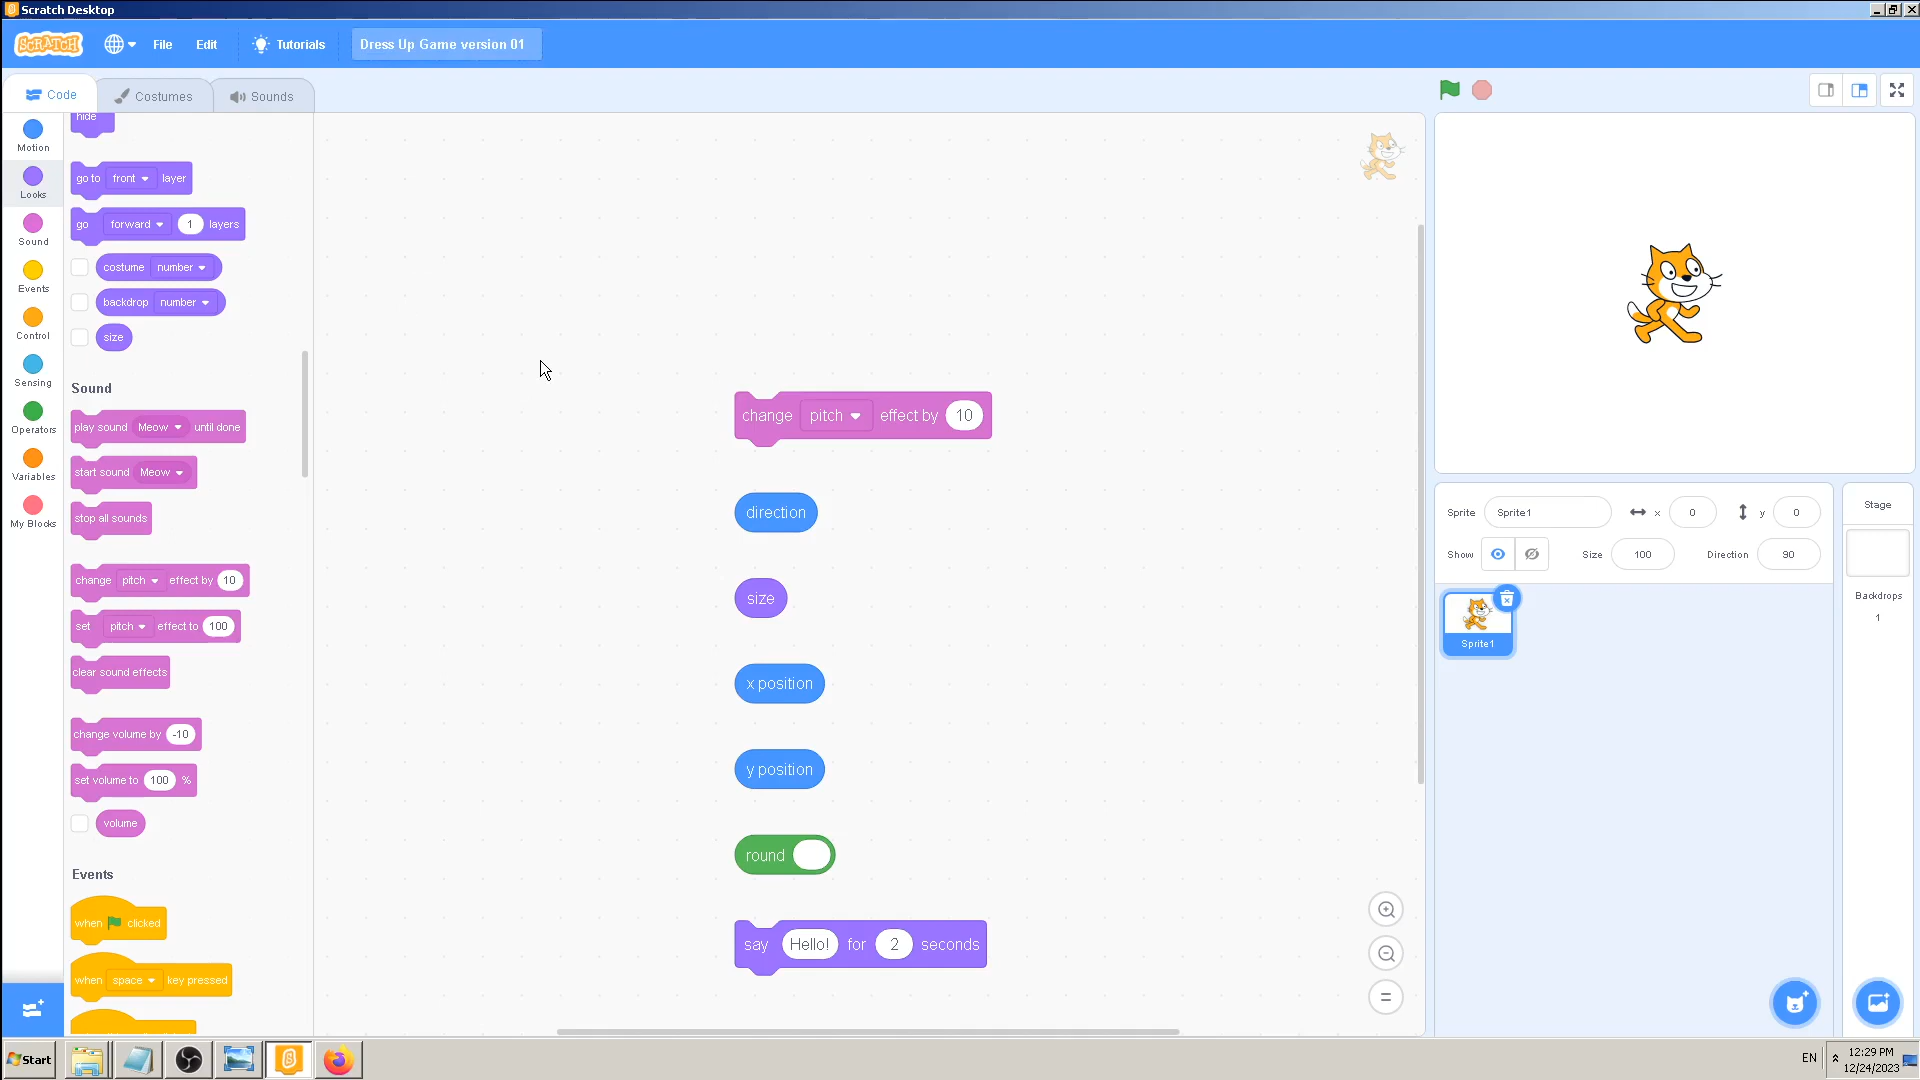 Scratch Desktop
SCRATCH
File
Edit
Tutorials
Dress Up Game version 01
Code
Costumes
Sounds
Motion
Looks
Sound
Events
Control
Sensing
Operators
Variables
My Blocks
hide
go to front layer
go forward 1 layers
costume number
backdrop number
size
Sound
play sound Meow until done
start sound Meow
stop all sounds
change pitch effect by 10
set pitch effect to 100
clear sound effects
change volume by -10
set volume to 100 %
volume
Events
when clicked
when space key pressed
change pitch effect by 10
direction
size
x position
y position
round
say Hello! for 2 seconds
Sprite Sprite1 x 0 y 0
Show Size 100 Direction 90
Sprite1
Stage
Backdrops
1
Start
EN
12:29 PM
12/24/2023